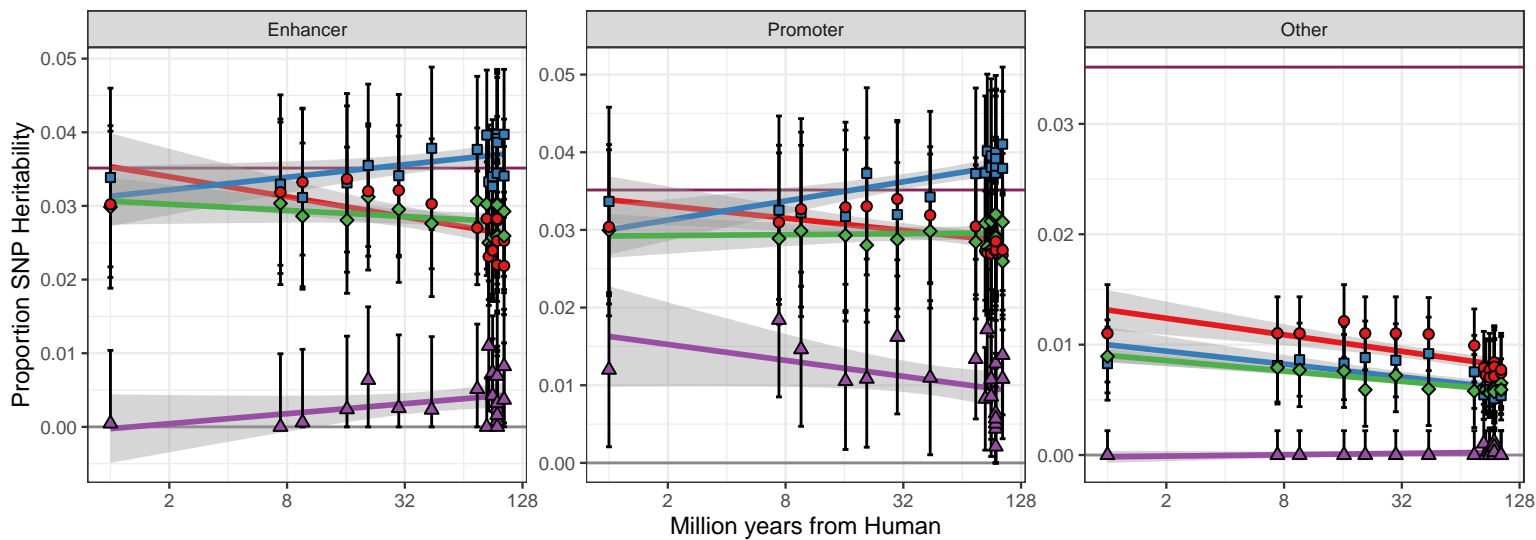 Enhancer
Promoter
Other
0.05
0.04
0.03
0.02
0.01
0.00
0.05
0.04
0.03
0.02
0.01
0.00
0.03
0.02
0.01
0.00
Proportion SNP Heritability
2 8 32 128
2 8 32 128
2 8 32 128
Million years from Human